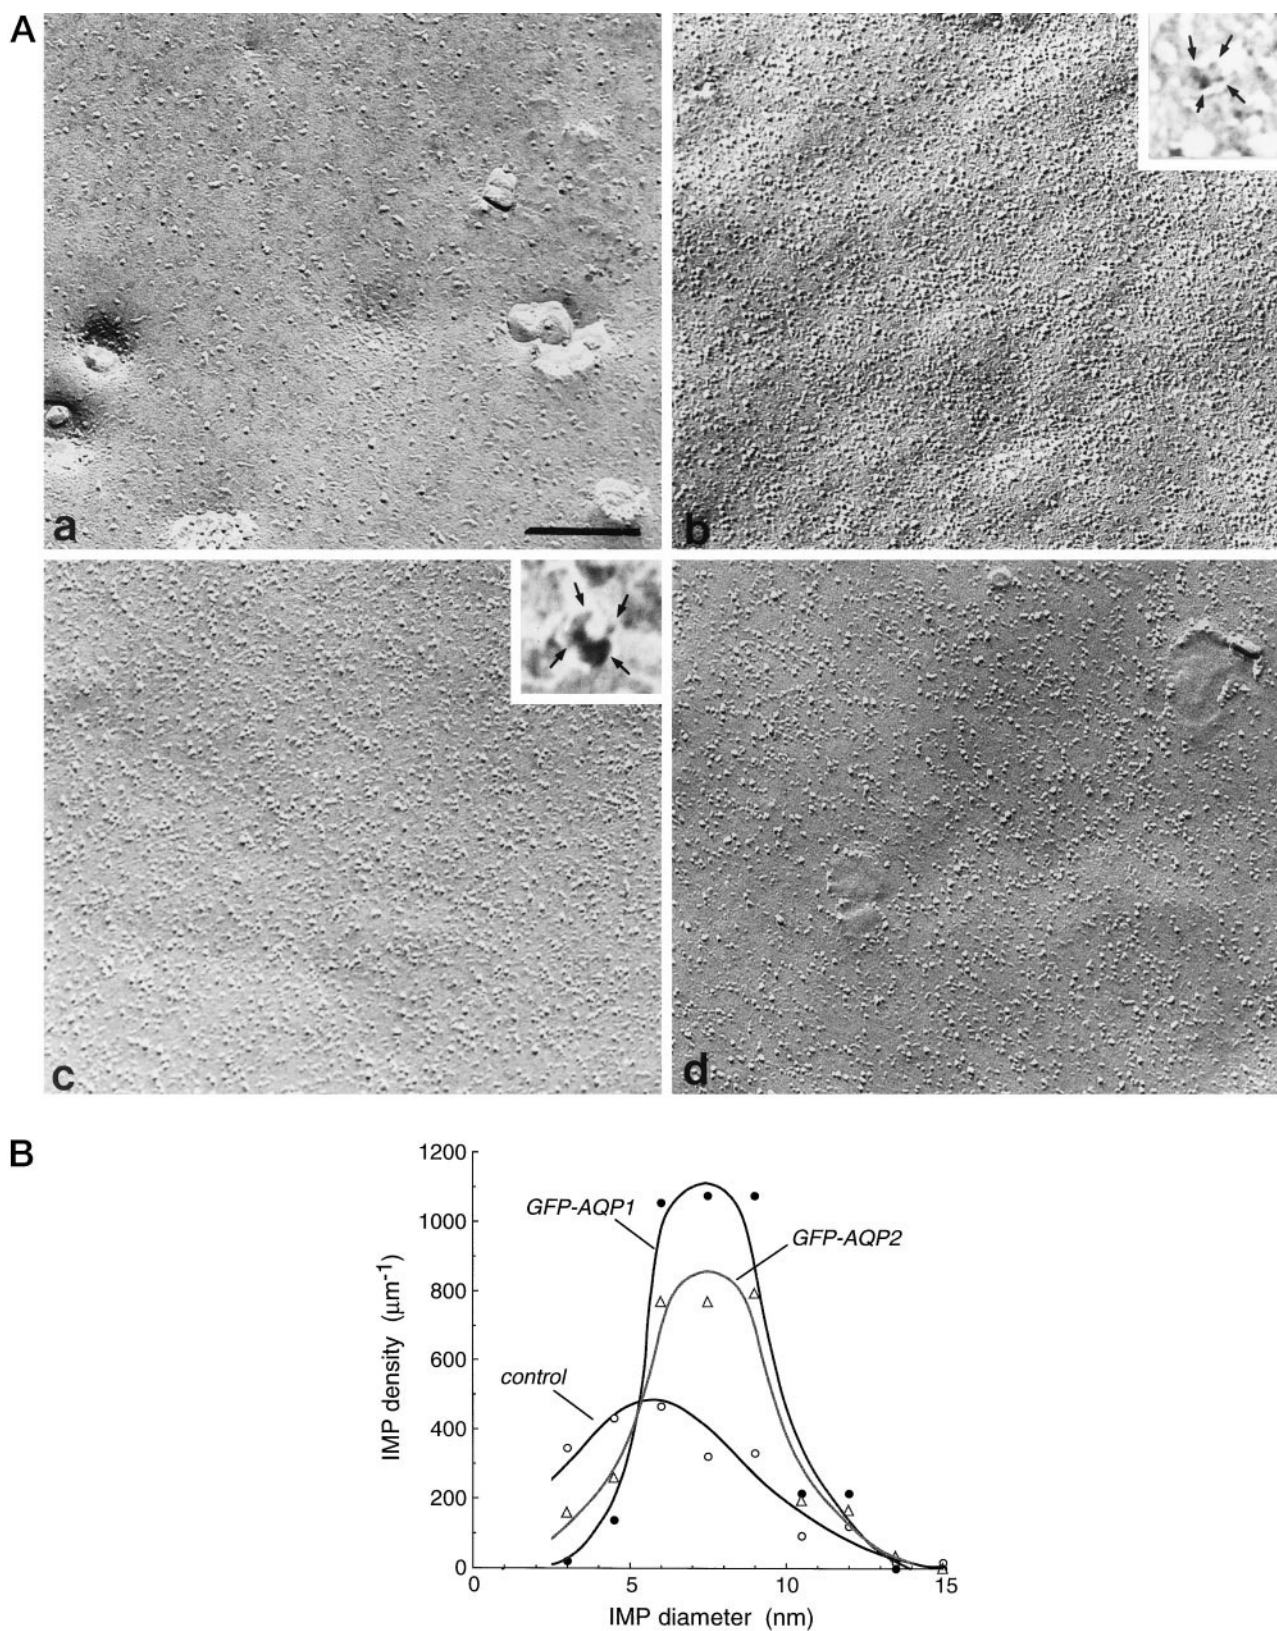 A
a
b
c
d
B
1200
1000
800
600
400
200
0
IMP density (μm⁻¹)
GFP-AQP1
GFP-AQP2
control
0
5
10
15
IMP diameter (nm)